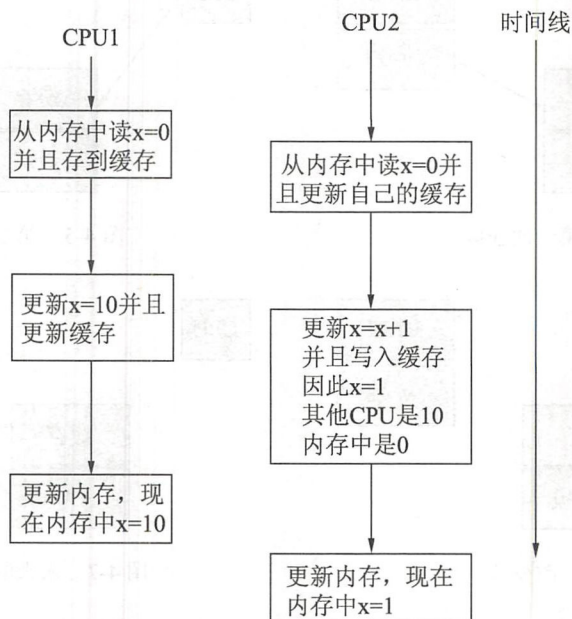 CPU1
CPU2
时间线
从内存中读x=0
并且存到缓存
从内存中读x=0并
且更新自己的缓存
更新x=10并且
更新缓存
更新x=x+1
并且写入缓存
因此x=1
其他CPU是10
内存中是0
更新内存，现
在内存中x=10
更新内存，现在
内存中x=1